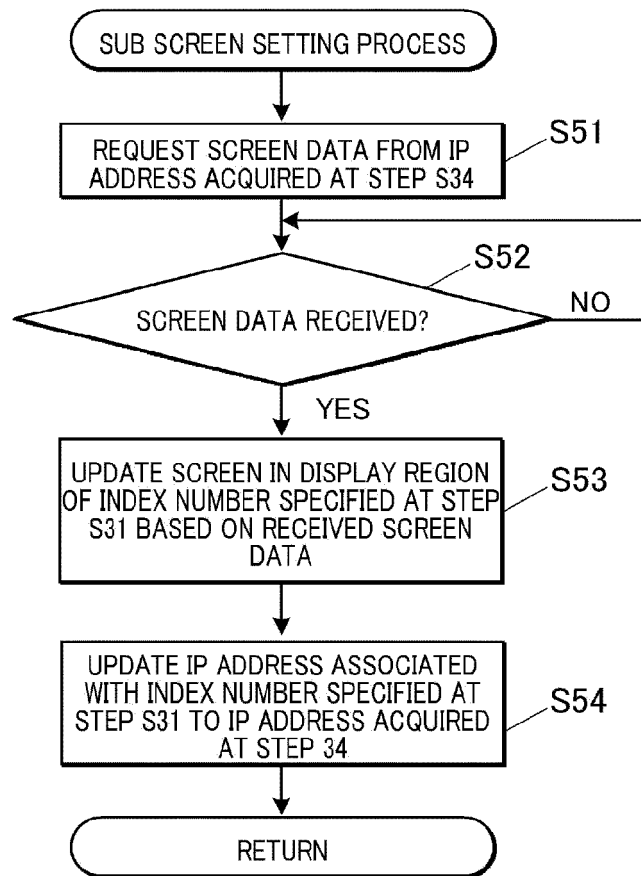 SUB SCREEN SETTING PROCESS
S51
REQUEST SCREEN DATA FROM IP
ADDRESS ACQUIRED AT STEP S34
S52
SCREEN DATA RECEIVED?
NO
YES
S53
UPDATE SCREEN IN DISPLAY REGION
OF INDEX NUMBER SPECIFIED AT STEP
S31 BASED ON RECEIVED SCREEN
DATA
S54
UPDATE IP ADDRESS ASSOCIATED
WITH INDEX NUMBER SPECIFIED AT
STEP S31 TO IP ADDRESS ACQUIRED
AT STEP 34
RETURN